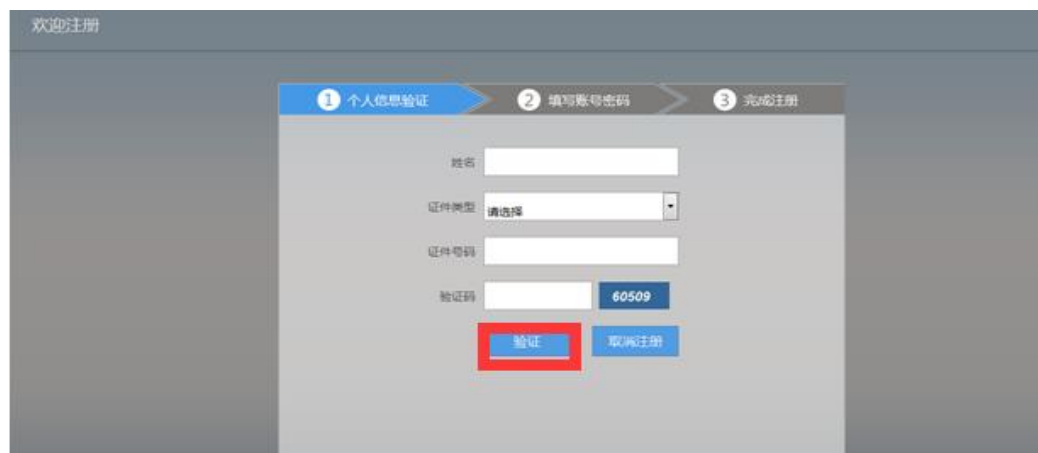 欢迎注册
1 个人信息验证 2 填写账号密码 3 完成注册
姓名
证件类型 请选择
证件号码
验证码 60509
验证 取消注册